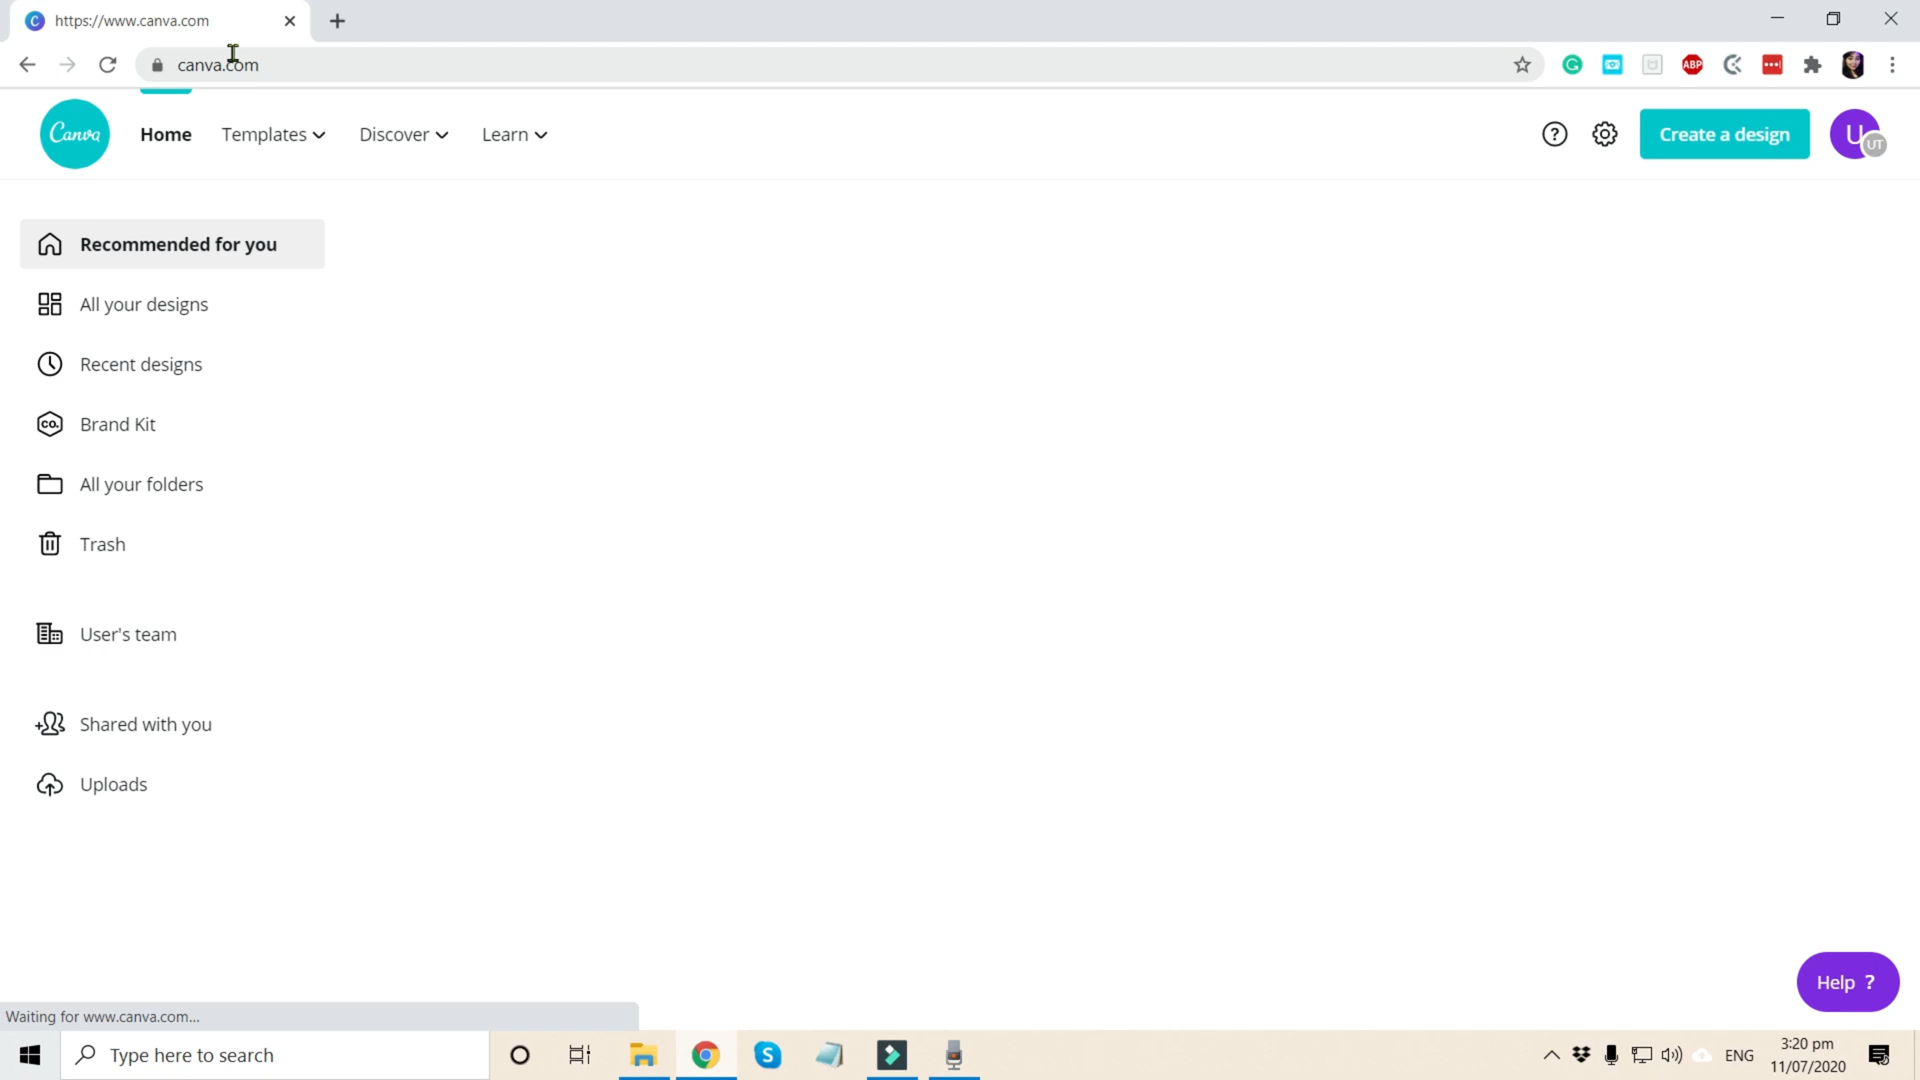 https://www.canva.com
canva.com
ABP
Canva
Home
Templates
Discover
Learn
Create a design
U
UT
Recommended for you
All your designs
Recent designs
CO.
Brand Kit
All your folders
Trash
User's team
Shared with you
Uploads
Help ?
Waiting for www.canva.com...
Type here to search
ENG
3:20 pm
11/07/2020